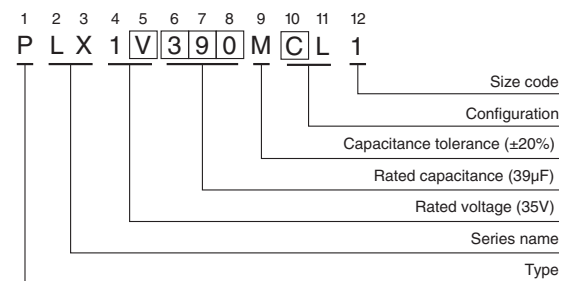 1 2 3 4 5 6 7 8 9 10 11 12
P L X 1 V 3 9 0 M C L 1
Size code
Configuration
Capacitance tolerance (±20%)
Rated capacitance (39µF)
Rated voltage (35V)
Series name
Type